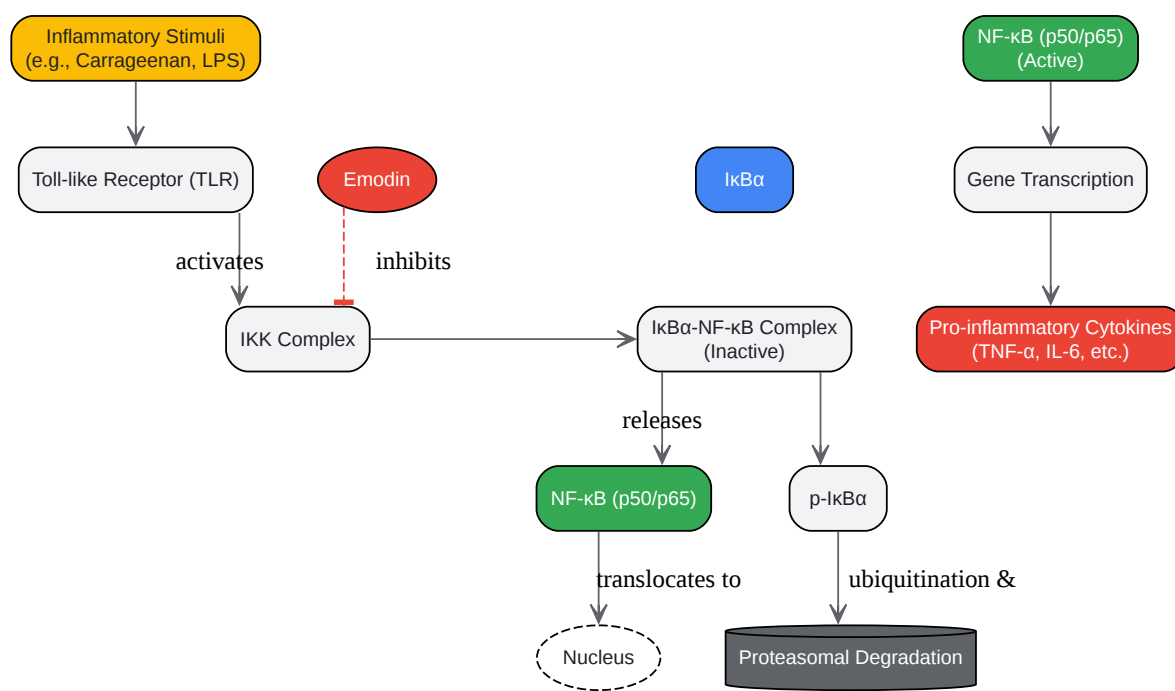 Inflammatory Stimuli
(e.g., Carrageenan, LPS)
NF-κB (p50/p65)
(Active)
Toll-like Receptor (TLR)
Emodin
IκBα
Gene Transcription
activates
inhibits
IKK Complex
IκBα-NF-κB Complex
(Inactive)
Pro-inflammatory Cytokines
(TNF-α, IL-6, etc.)
releases
NF-κB (p50/p65)
p-IκBα
translocates to
ubiquitination &
Nucleus
Proteasomal Degradation